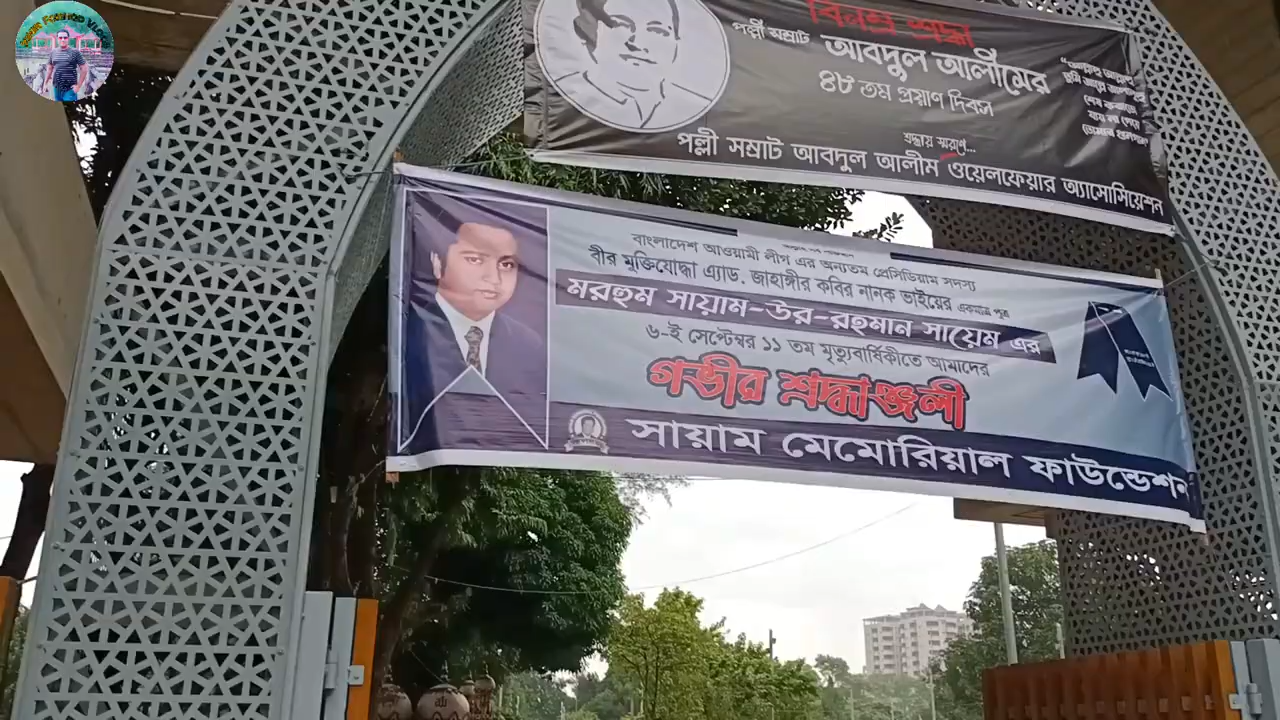 বিনম্র শ্রদ্ধা
পল্লী সম্রাট আবদুল আলীমের
৪৮ তম প্রয়াণ দিবস
শ্রদ্ধায় স্মরণে...
পল্লী সম্রাট আবদুল আলীম ওয়েলফেয়ার অ্যাসোসিয়েশন
বাংলাদেশ আওয়ামী লীগ এর অন্যতম প্রেসিডিয়াম সদস্য
বীর মুক্তিযোদ্ধা এ্যাড. জাহাঙ্গীর কবির নানক ভাইয়ের একমাত্র পুত্র
মরহুম সায়াম-উর-রহমান সায়েম এর
৬-ই সেপ্টেম্বর ১১ তম মৃত্যুবার্ষিকীতে আমাদের
গভীর শ্রদ্ধাঞ্জলী
সায়াম মেমোরিয়াল ফাউন্ডেশন